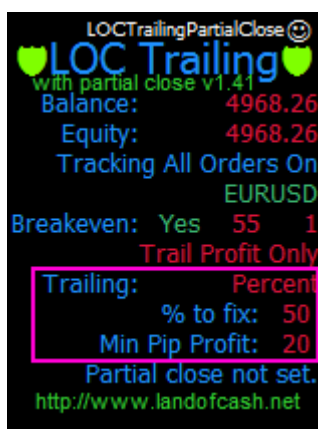 LOCTrailingPartialClose
LOC Trailing
with partial close v1.41
Balance: 4968.26
Equity: 4968.26
Tracking All Orders On
EURUSD
Breakeven: Yes 55 1
Trail Profit Only
Trailing: Percent
% to fix: 50
Min Pip Profit: 20
Partial close not set.
http://www.landofcash.net